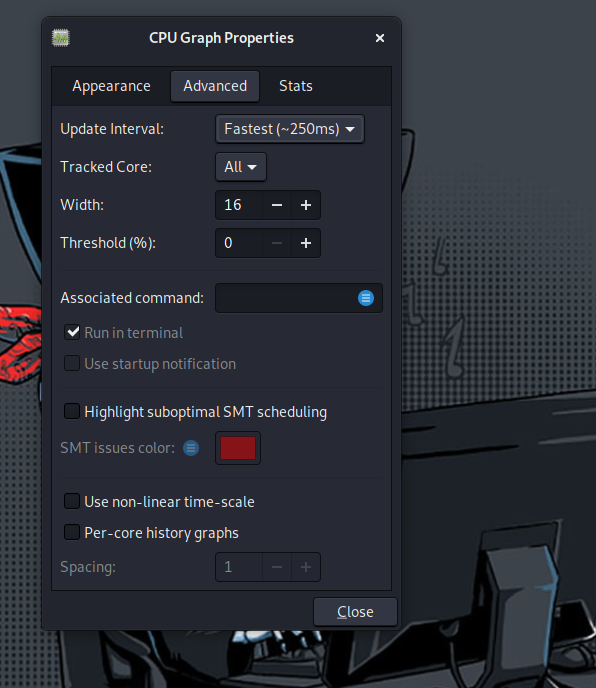 CPU Graph Properties
Appearance Advanced Stats
Update Interval: Fastest (~250ms)
Tracked Core: All
Width: 16
Threshold (%): 0
Associated command:
Run in terminal
Use startup notification
Highlight suboptimal SMT scheduling
SMT issues color:
Use non-linear time-scale
Per-core history graphs
Spacing: 1
Close